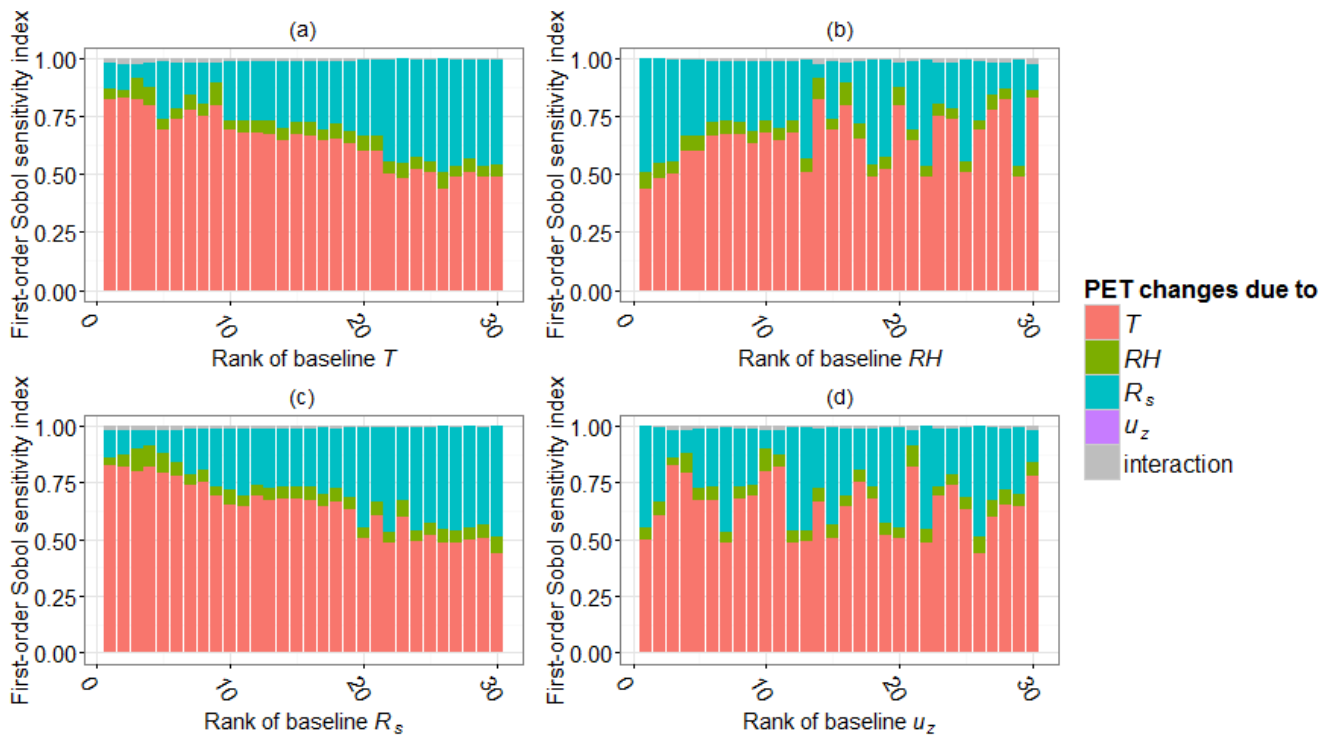 (a)
First-order Sobol sensitivity index
1.00
0.75
0.50
0.25
0.00
0
10
20
30
Rank of baseline T
(b)
First-order Sobol sensitivity index
1.00
0.75
0.50
0.25
0.00
0
10
20
30
Rank of baseline RH
(c)
First-order Sobol sensitivity index
1.00
0.75
0.50
0.25
0.00
0
10
20
30
Rank of baseline R s
(d)
First-order Sobol sensitivity index
1.00
0.75
0.50
0.25
0.00
0
10
20
30
Rank of baseline u z
PET changes due to
T
RH
R s
u z
interaction